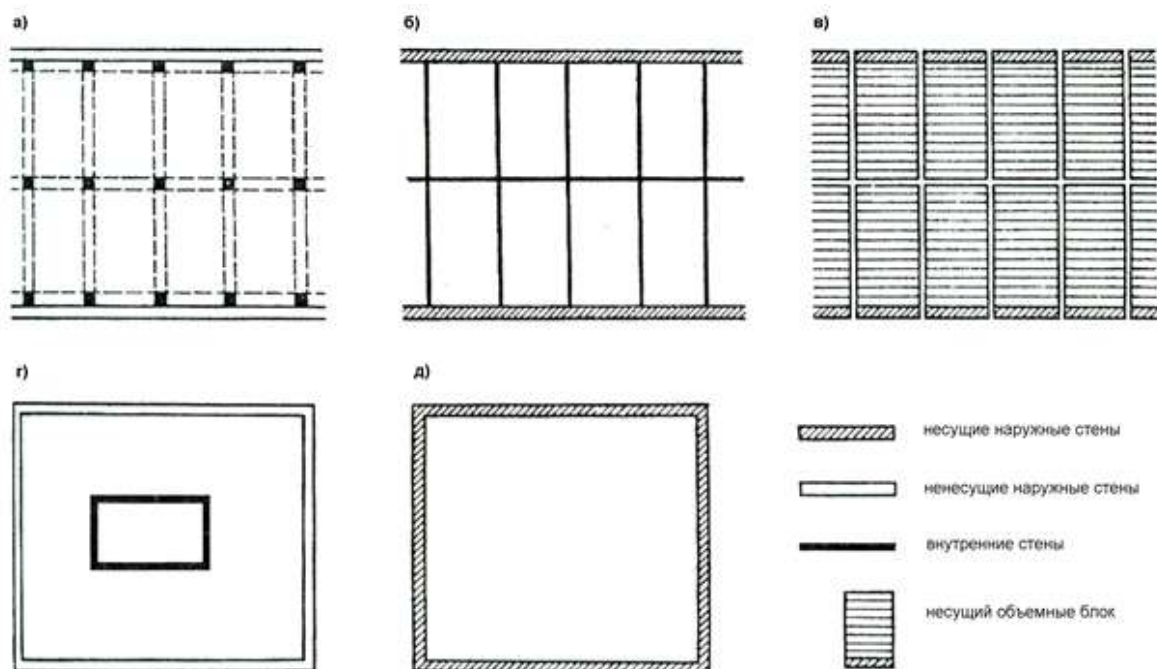 а)
б)
в)
г)
д)
несущие наружные стены
ненесущие наружные стены
внутренние стены
несущий объемные блок